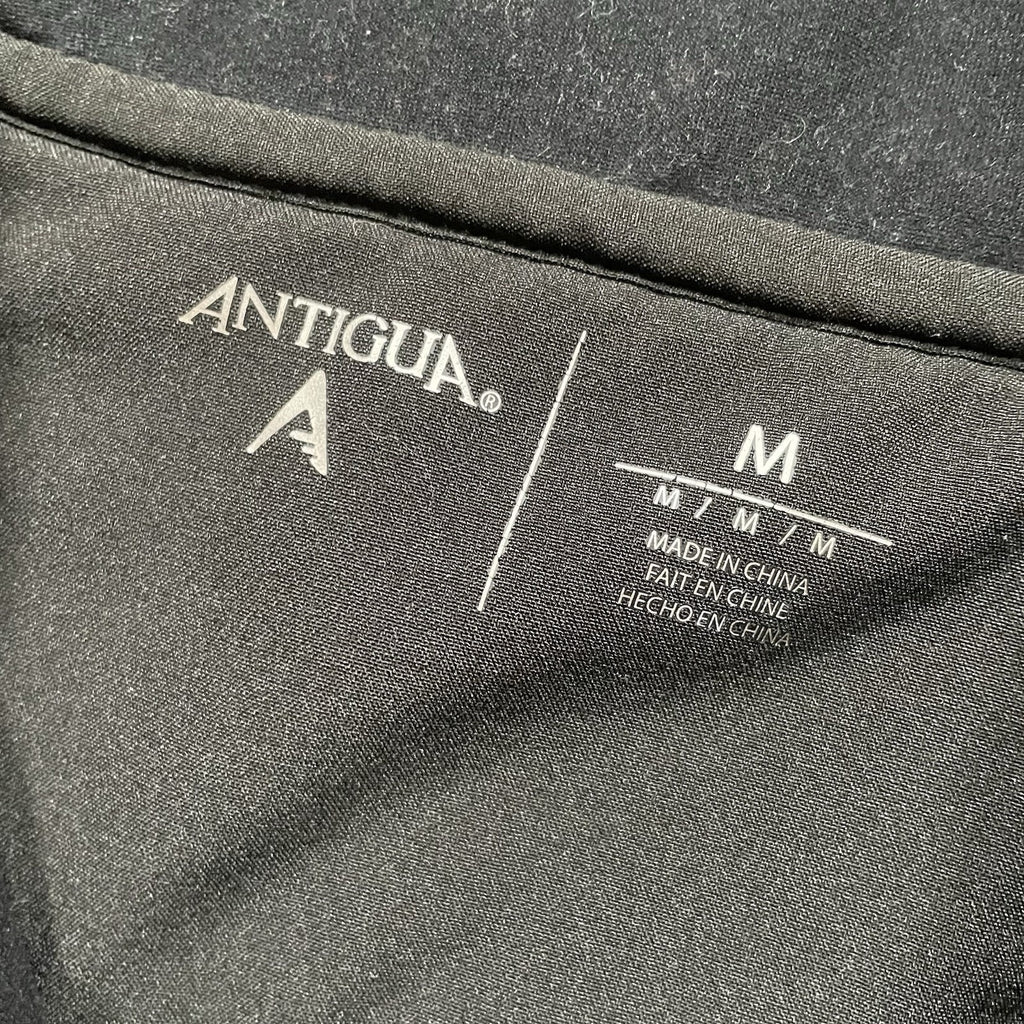 ANTIGUA®
M
M / M / M
MADE IN CHINA
FAIT EN CHINE
HECHO EN CHINA